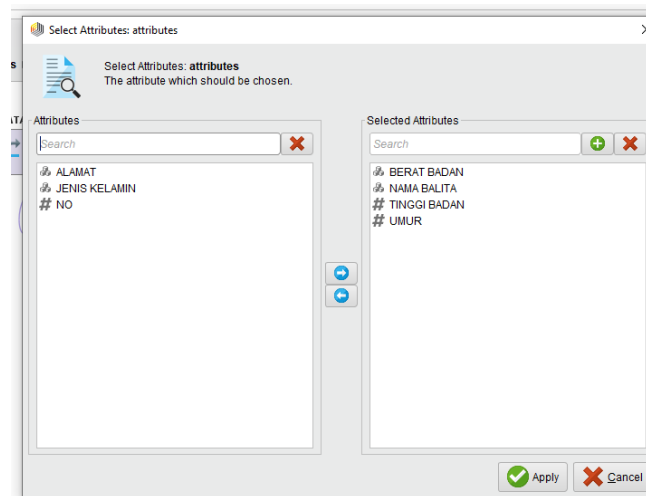 Select Attributes: attributes
Select Attributes: attributes
The attribute which should be chosen.
Attributes
Search
ALAMAT
JENIS KELAMIN
# NO
Selected Attributes
Search
BERAT BADAN
NAMA BALITA
# TINGGI BADAN
# UMUR
Apply
Cancel